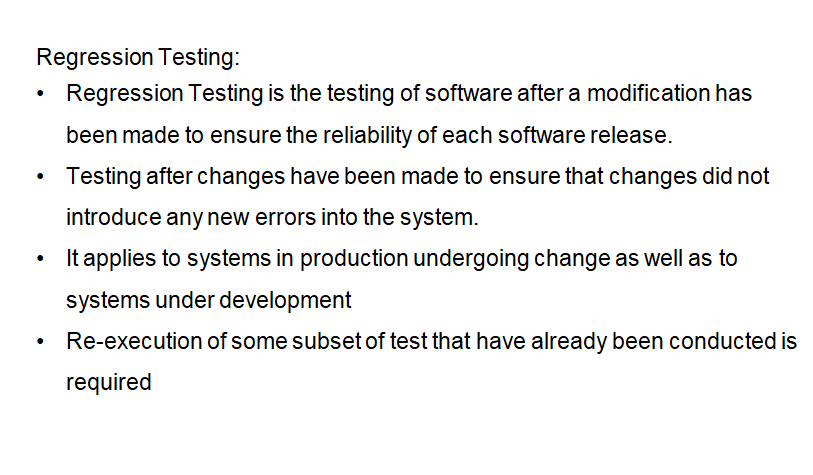 Regression Testing:
• Regression Testing is the testing of software after a modification has
been made to ensure the reliability of each software release.
• Testing after changes have been made to ensure that changes did not
introduce any new errors into the system.
• It applies to systems in production undergoing change as well as to
systems under development
• Re-execution of some subset of test that have already been conducted is
required